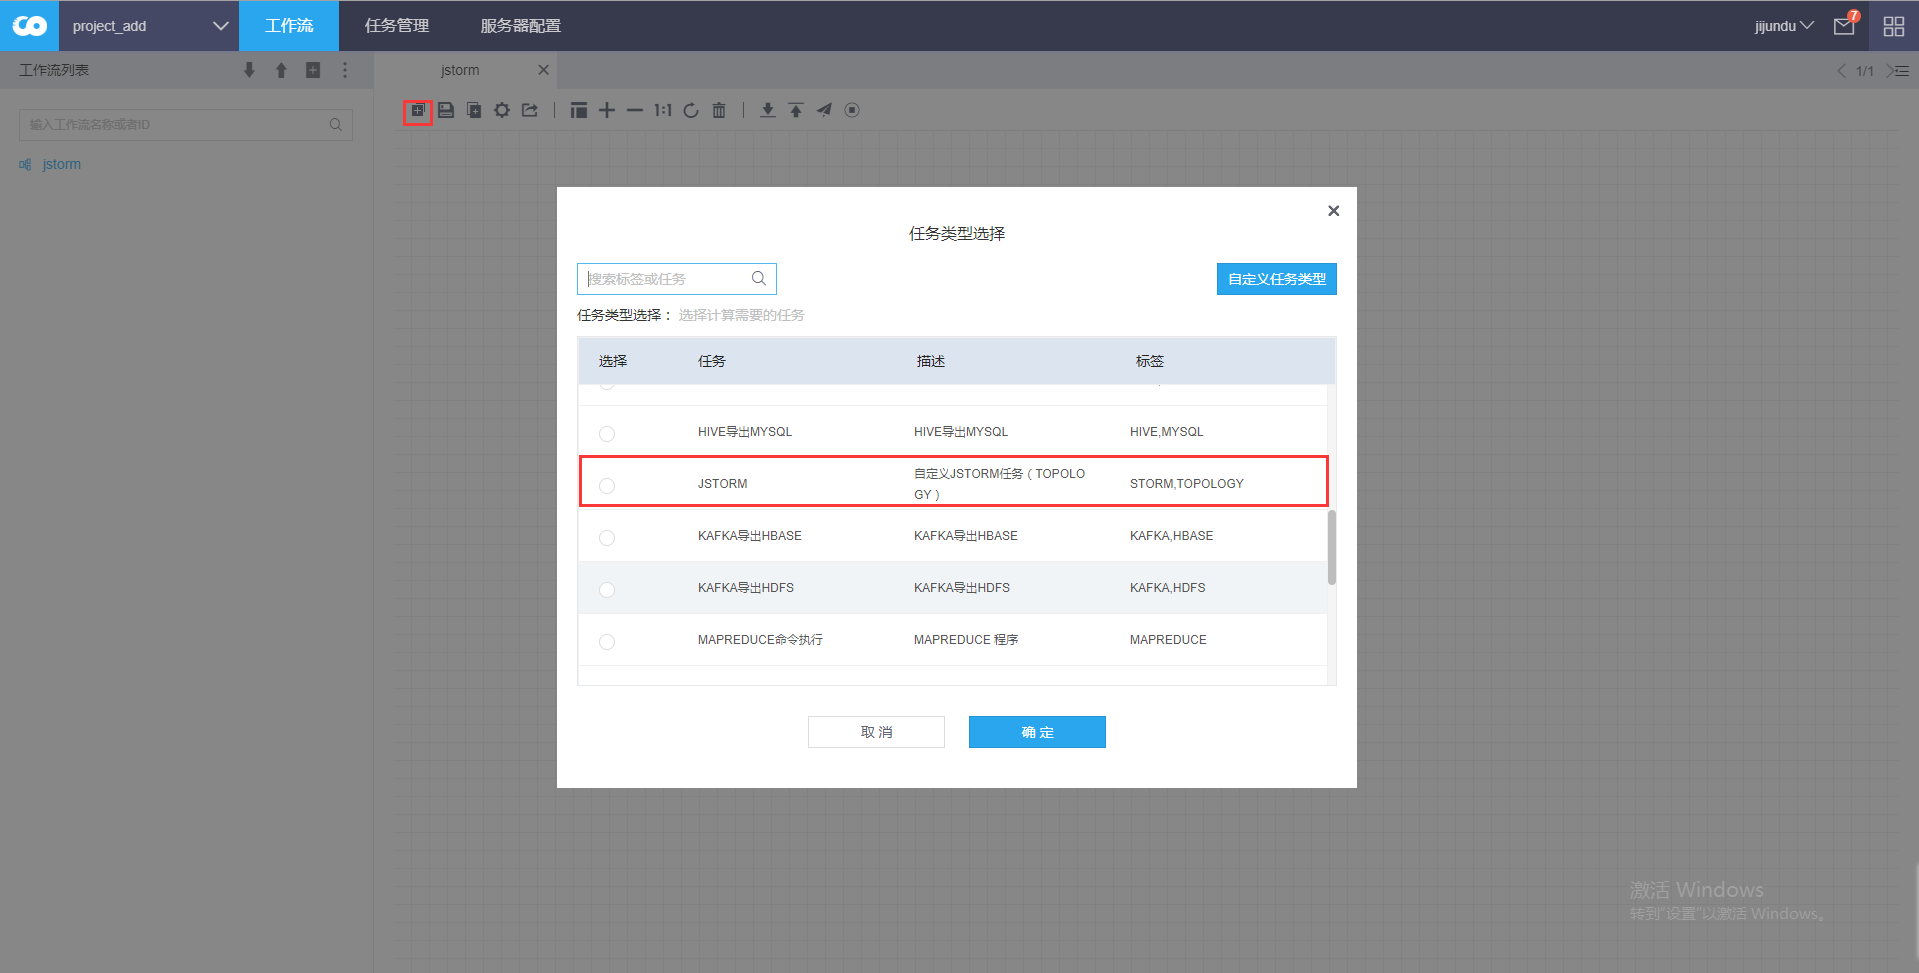 project_add
工作流
任务管理
服务器配置
jijundu
7
工作流列表
jstorm
1/1
输入工作流名称或者ID
1:1
jstorm
任务类型选择
搜索标签或任务
自定义任务类型
任务类型选择： 选择计算需要的任务
选择 任务 描述 标签
HIVE导出MYSQL HIVE导出MYSQL HIVE,MYSQL
JSTORM 自定义JSTORM任务（TOPOLO
GY） STORM,TOPOLOGY
KAFKA导出HBASE KAFKA导出HBASE KAFKA,HBASE
KAFKA导出HDFS KAFKA导出HDFS KAFKA,HDFS
MAPREDUCE命令执行 MAPREDUCE 程序 MAPREDUCE
取 消
确 定
激活 Windows
转到"设置"以激活 Windows。